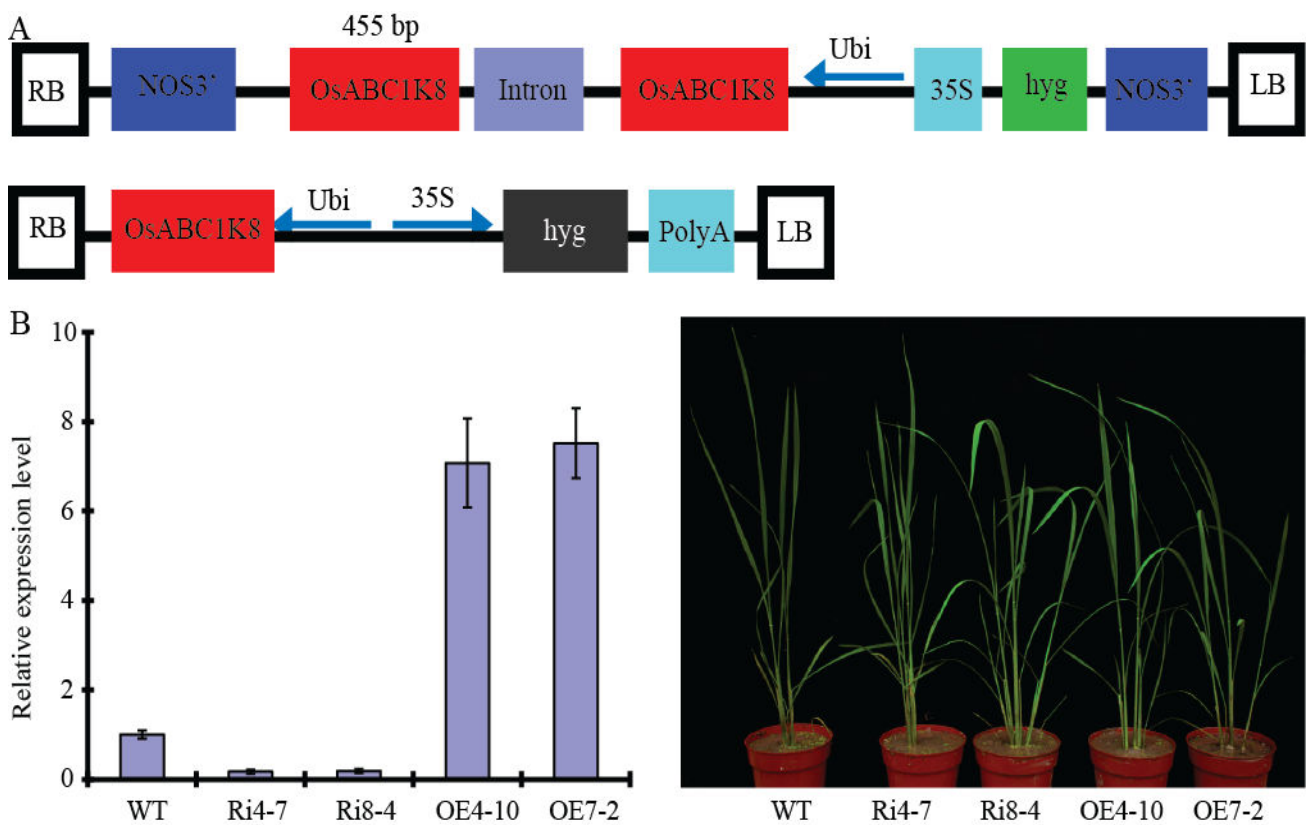 A
455 bp
RB NOS3' OsABC1K8 Intron OsABC1K8 Ubi 35S hyg NOS3' LB
RB OsABC1K8 Ubi 35S hyg PolyA LB
B
Relative expression level
10
8
6
4
2
0
WT Ri4-7 Ri8-4 OE4-10 OE7-2
WT Ri4-7 Ri8-4 OE4-10 OE7-2